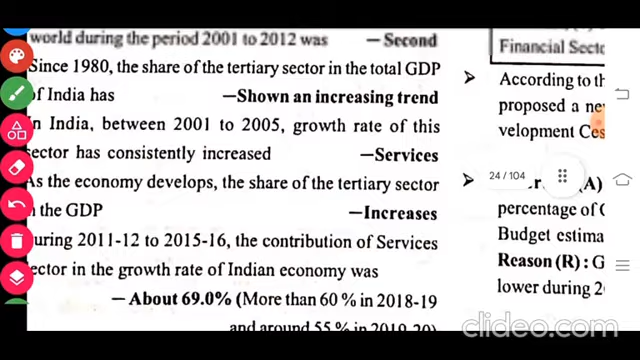 world during the period 2001 to 2012 was –Second
Since 1980, the share of the tertiary sector in the total GDP
of India has –Shown an increasing trend
In India, between 2001 to 2005, growth rate of this
sector has consistently increased –Services
As the economy develops, the share of the tertiary sector
in the GDP –Increases
During 2011-12 to 2015-16, the contribution of Services
sector in the growth rate of Indian economy was
– About 69.0% (More than 60 % in 2018-19
and around 55 % in 2019-20)
Financial Secto
➤ According to th
proposed a ne
velopment Ces
24 / 104
➤ (A)
percentage of G
Budget estima
Reason (R) : G
lower during 2
clideo.com